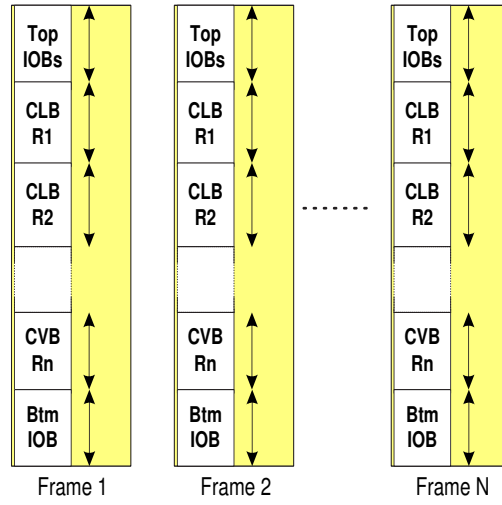 Top
IOBs
CLB
R1
CLB
R2
CVB
Rn
Btm
IOB
Frame 1
Top
IOBs
CLB
R1
CLB
R2
CVB
Rn
Btm
IOB
Frame 2
Top
IOBs
CLB
R1
CLB
R2
CVB
Rn
Btm
IOB
Frame N